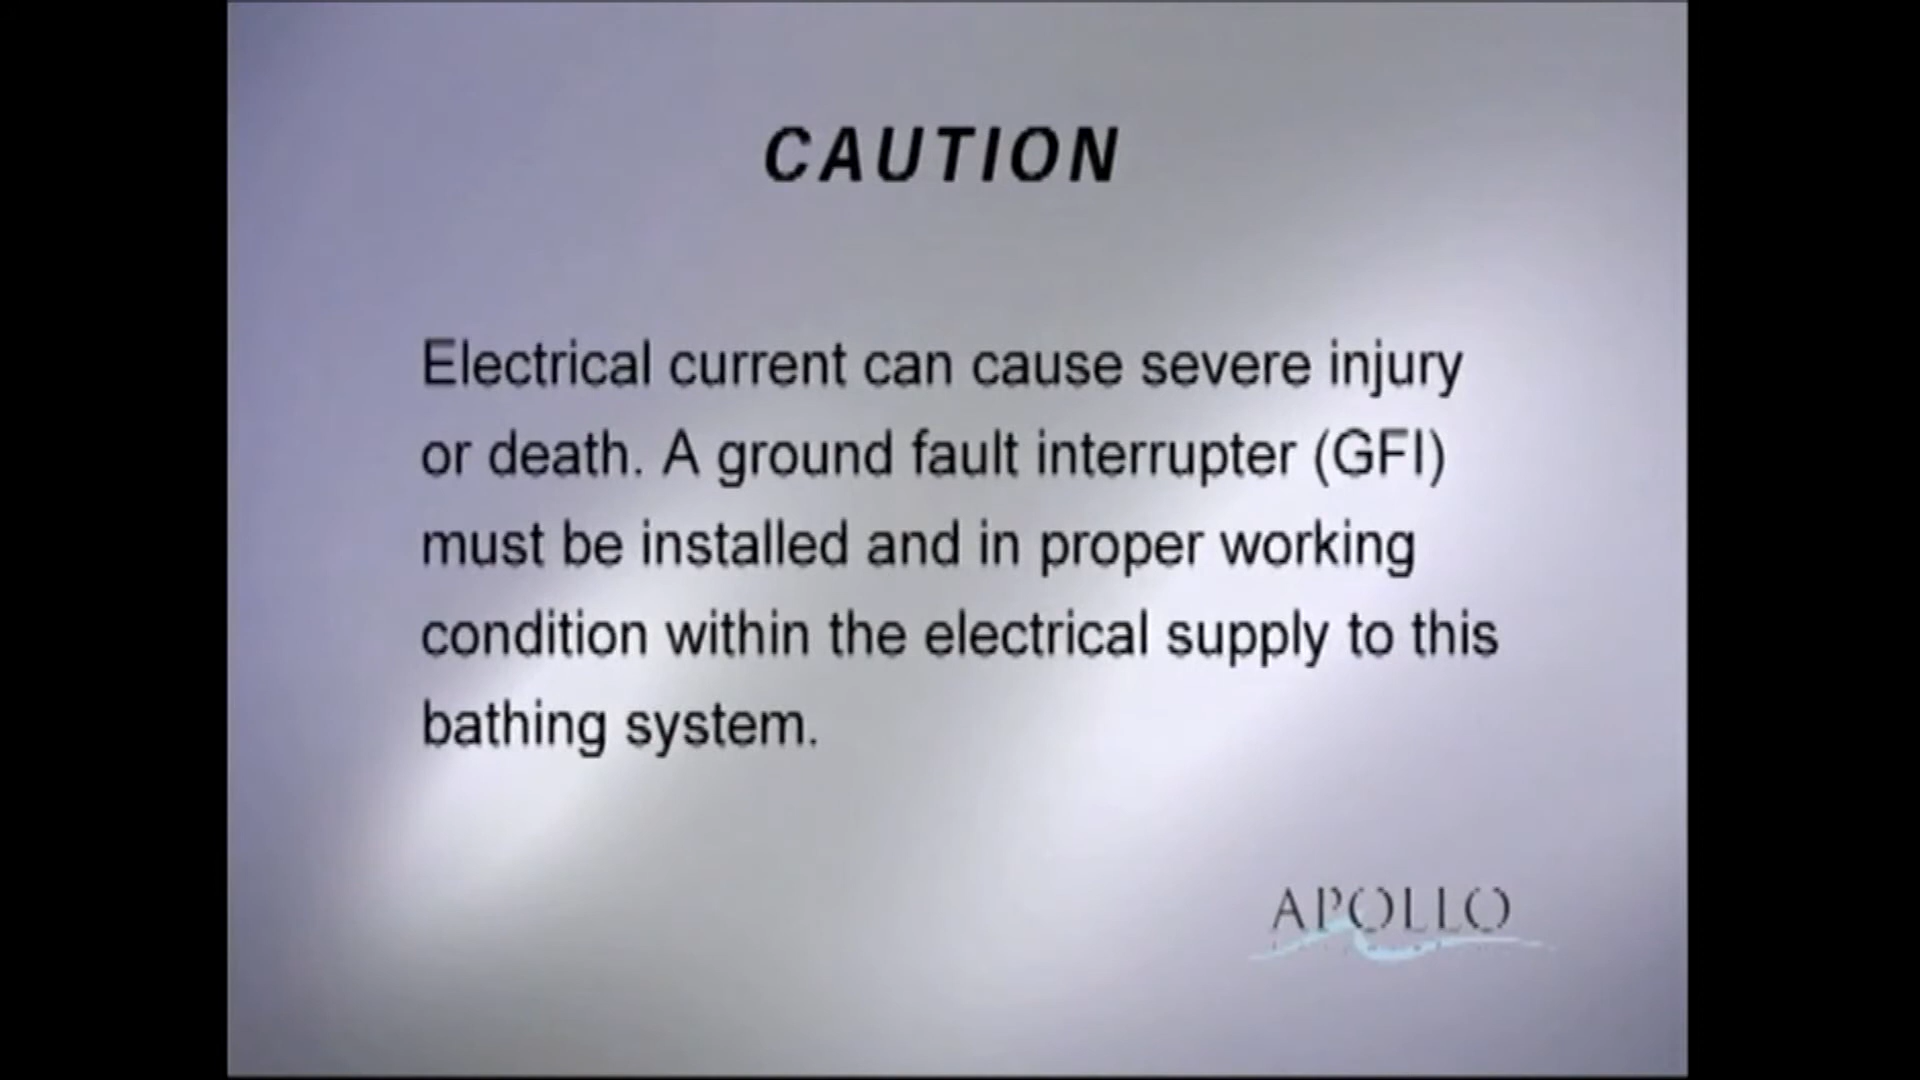 CAUTION
Electrical current can cause severe injury
or death. A ground fault interrupter (GFI)
must be installed and in proper working
condition within the electrical supply to this
bathing system.
APOLLO